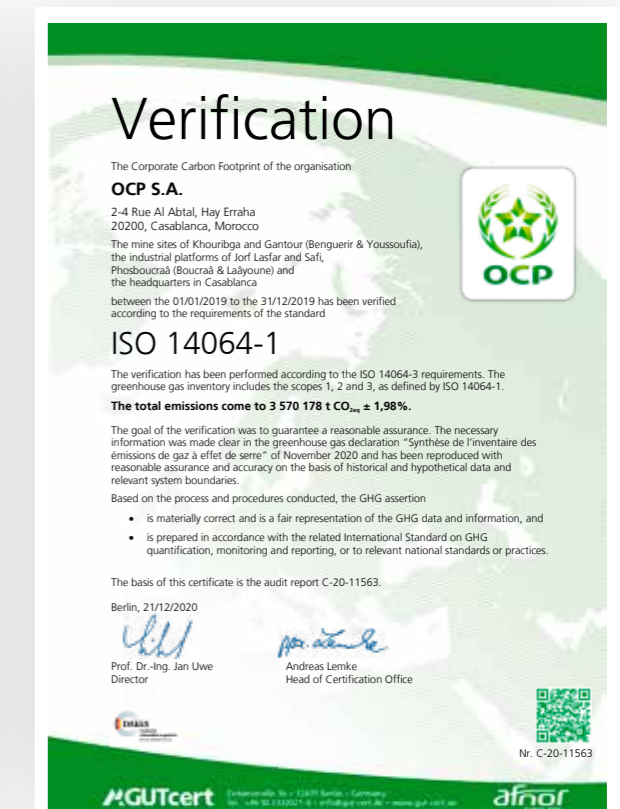 Verification
The Corporate Carbon Footprint of the organisation
OCP S.A.
2-4 Rue Al Abtal, Hay Erraha
20200, Casablanca, Morocco
The mine sites of Khouribga and Gantour (Benguerir & Youssoufia),
the industrial platforms of Jorf Lasfar and Safi,
Phosboucraâ (Boucraâ & Laâyoune) and
the headquarters in Casablanca
between the 01/01/2019 to the 31/12/2019 has been verified
according to the requirements of the standard
OCP
ISO 14064-1
The verification has been performed according to the ISO 14064-3 requirements. The
greenhouse gas inventory includes the scopes 1, 2 and 3, as defined by ISO 14064-1.
The total emissions come to 3 570 178 t CO2eq ± 1,98%.
The goal of the verification was to guarantee a reasonable assurance. The necessary
information was made clear in the greenhouse gas declaration “Synthèse de l’inventaire des
émissions de gaz à effet de serre” of November 2020 and has been reproduced with
reasonable assurance and accuracy on the basis of historical and hypothetical data and
relevant system boundaries.
Based on the process and procedures conducted, the GHG assertion
• is materially correct and is a fair representation of the GHG data and information, and
• is prepared in accordance with the related International Standard on GHG
quantification, monitoring and reporting, or to relevant national standards or practices.
The basis of this certificate is the audit report C-20-11563.
Berlin, 21/12/2020
Prof. Dr.-Ing. Jan Uwe
Director
Andreas Lemke
Head of Certification Office
DAkkS
Nr. C-20-11563
GUTcert
afnor